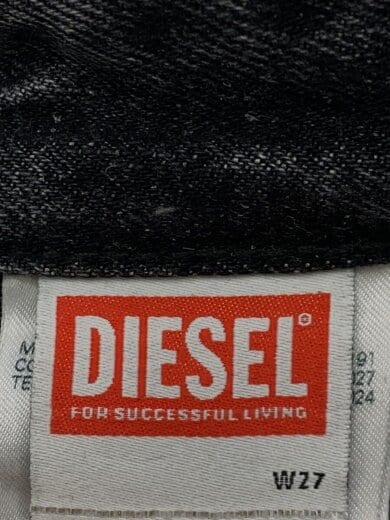 DIESEL®
FOR SUCCESSFUL LIVING
W27